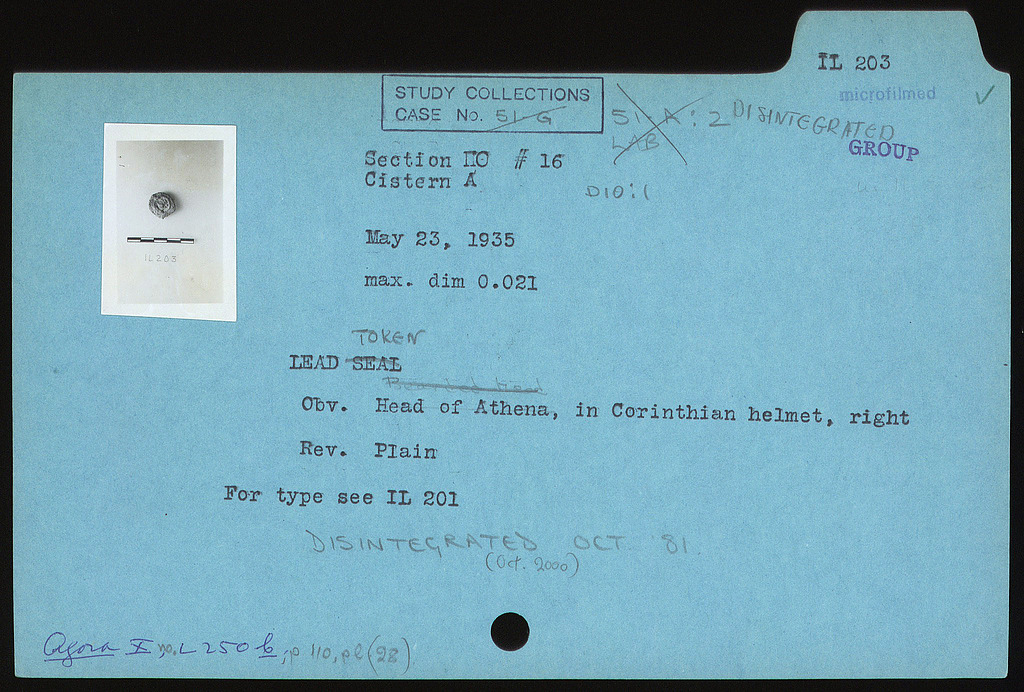 IL 203
microfilmed ✓
STUDY COLLECTIONS
CASE No. 51-G
51-A: 2 DISINTEGRATED
LAB
GROUP
Section # 16
Cistern A
D10:1
May 23, 1935
max. dim 0.021
IL 203
TOKEN
LEAD SEAL
Bearded Head
Obv. Head of Athena, in Corinthian helmet, right
Rev. Plain
For type see IL 201
DISINTEGRATED OCT. '81.
(Oct. 2000)
Agora X, no. L 250 b; p 110, pl (28)